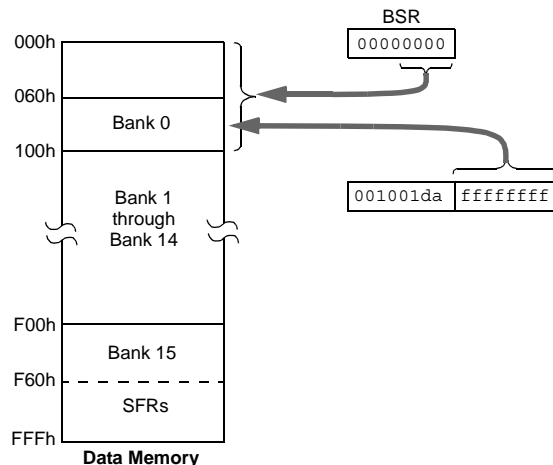 BSR
00000000
000h
060h
Bank 0
100h
Bank 1
through
Bank 14
001001da ffffffff
F00h
Bank 15
F60h
SFRs
FFFh
Data Memory